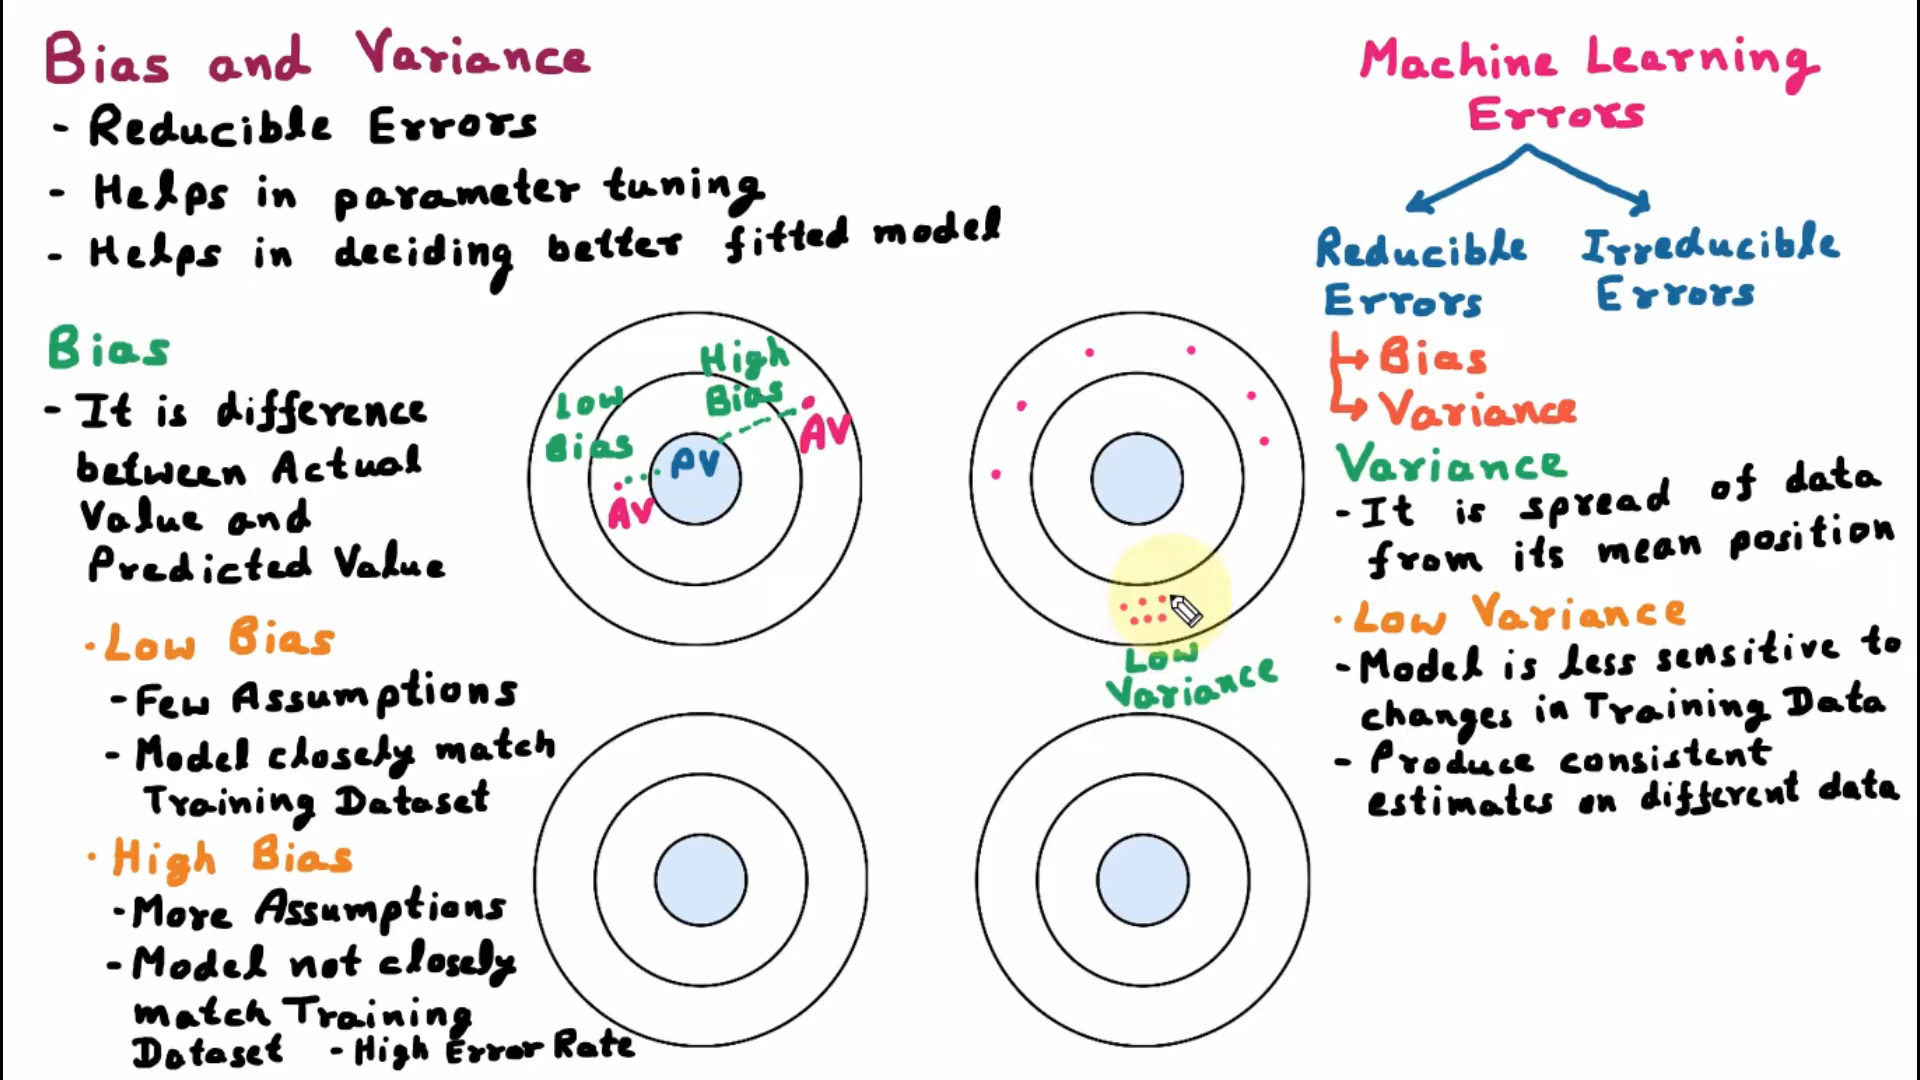 Bias and Variance
- Reducible Errors
- Helps in parameter tuning
- Helps in deciding better fitted model
Bias
- It is difference
between Actual
Value and
Predicted Value
· Low Bias
- Few Assumptions
- Model closely match
Training Dataset
· High Bias
- More Assumptions
- Model not closely
match Training
Dataset - High Error Rate
High
Bias
Low
Bias
AV
PV
AV
Low
Variance
Machine Learning
Errors
Reducible
Errors
Irreducible
Errors
Bias
Variance
Variance
- It is spread of data
from its mean position
· Low Variance
- Model is less sensitive to
changes in Training Data
- Produce consistent
estimates on different data